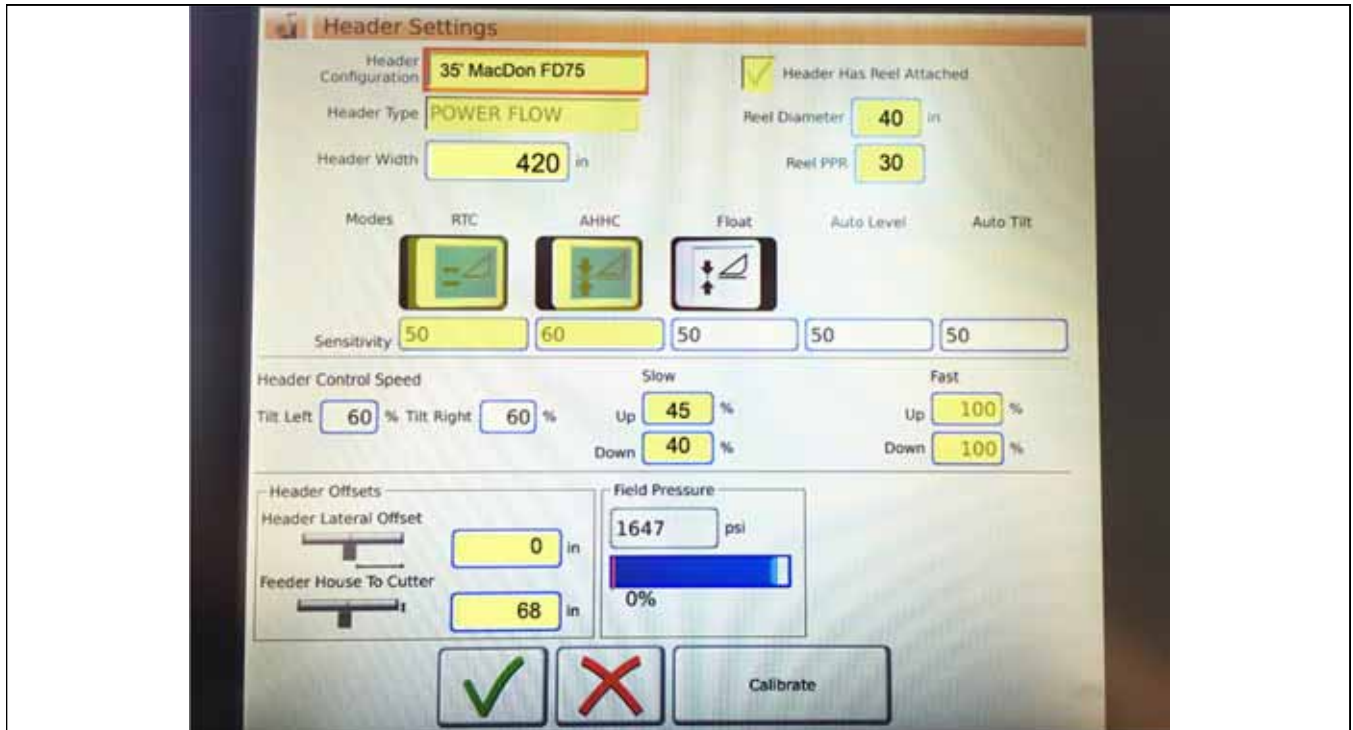 Header Settings
Header Configuration 35' MacDon FD75
Header Has Reel Attached
Header Type POWER FLOW
Reel Diameter 40 in
Header Width 420 in
Reel PPR 30
Modes RTC AHHC Float Auto Level Auto Tilt
Sensitivity 50 60 50 50 50
Header Control Speed Slow Fast
Tilt Left 60 % Tilt Right 60 % Up 45 % Up 100 %
Down 40 % Down 100 %
Header Offsets Field Pressure
Header Lateral Offset 0 in 1647 psi
Feeder House To Cutter 68 in 0%
Calibrate